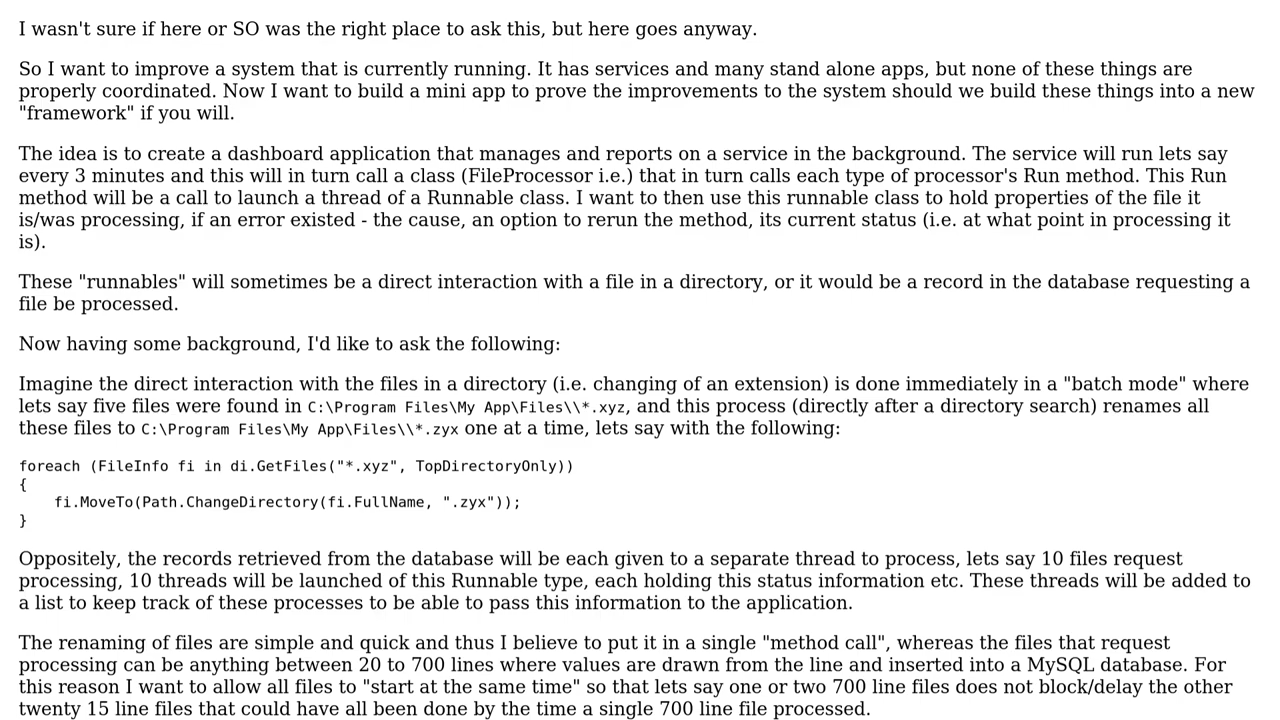 I wasn't sure if here or SO was the right place to ask this, but here goes anyway.
So I want to improve a system that is currently running. It has services and many stand alone apps, but none of these things are
properly coordinated. Now I want to build a mini app to prove the improvements to the system should we build these things into a new
"framework" if you will.
The idea is to create a dashboard application that manages and reports on a service in the background. The service will run lets say
every 3 minutes and this will in turn call a class (FileProcessor i.e.) that in turn calls each type of processor's Run method. This Run
method will be a call to launch a thread of a Runnable class. I want to then use this runnable class to hold properties of the file it
is/was processing, if an error existed - the cause, an option to rerun the method, its current status (i.e. at what point in processing it
is).
These "runnables" will sometimes be a direct interaction with a file in a directory, or it would be a record in the database requesting a
file be processed.
Now having some background, I'd like to ask the following:
Imagine the direct interaction with the files in a directory (i.e. changing of an extension) is done immediately in a "batch mode" where
lets say five files were found in C:\Program Files\My App\Files\\*.xyz, and this process (directly after a directory search) renames all
these files to C:\Program Files\My App\Files\\*.zyx one at a time, lets say with the following:
foreach (FileInfo fi in di.GetFiles("*.xyz", TopDirectoryOnly))
{
    fi.MoveTo(Path.ChangeDirectory(fi.FullName, ".zyx"));
}
Oppositely, the records retrieved from the database will be each given to a separate thread to process, lets say 10 files request
processing, 10 threads will be launched of this Runnable type, each holding this status information etc. These threads will be added to
a list to keep track of these processes to be able to pass this information to the application.
The renaming of files are simple and quick and thus I believe to put it in a single "method call", whereas the files that request
processing can be anything between 20 to 700 lines where values are drawn from the line and inserted into a MySQL database. For
this reason I want to allow all files to "start at the same time" so that lets say one or two 700 line files does not block/delay the other
twenty 15 line files that could have all been done by the time a single 700 line file processed.